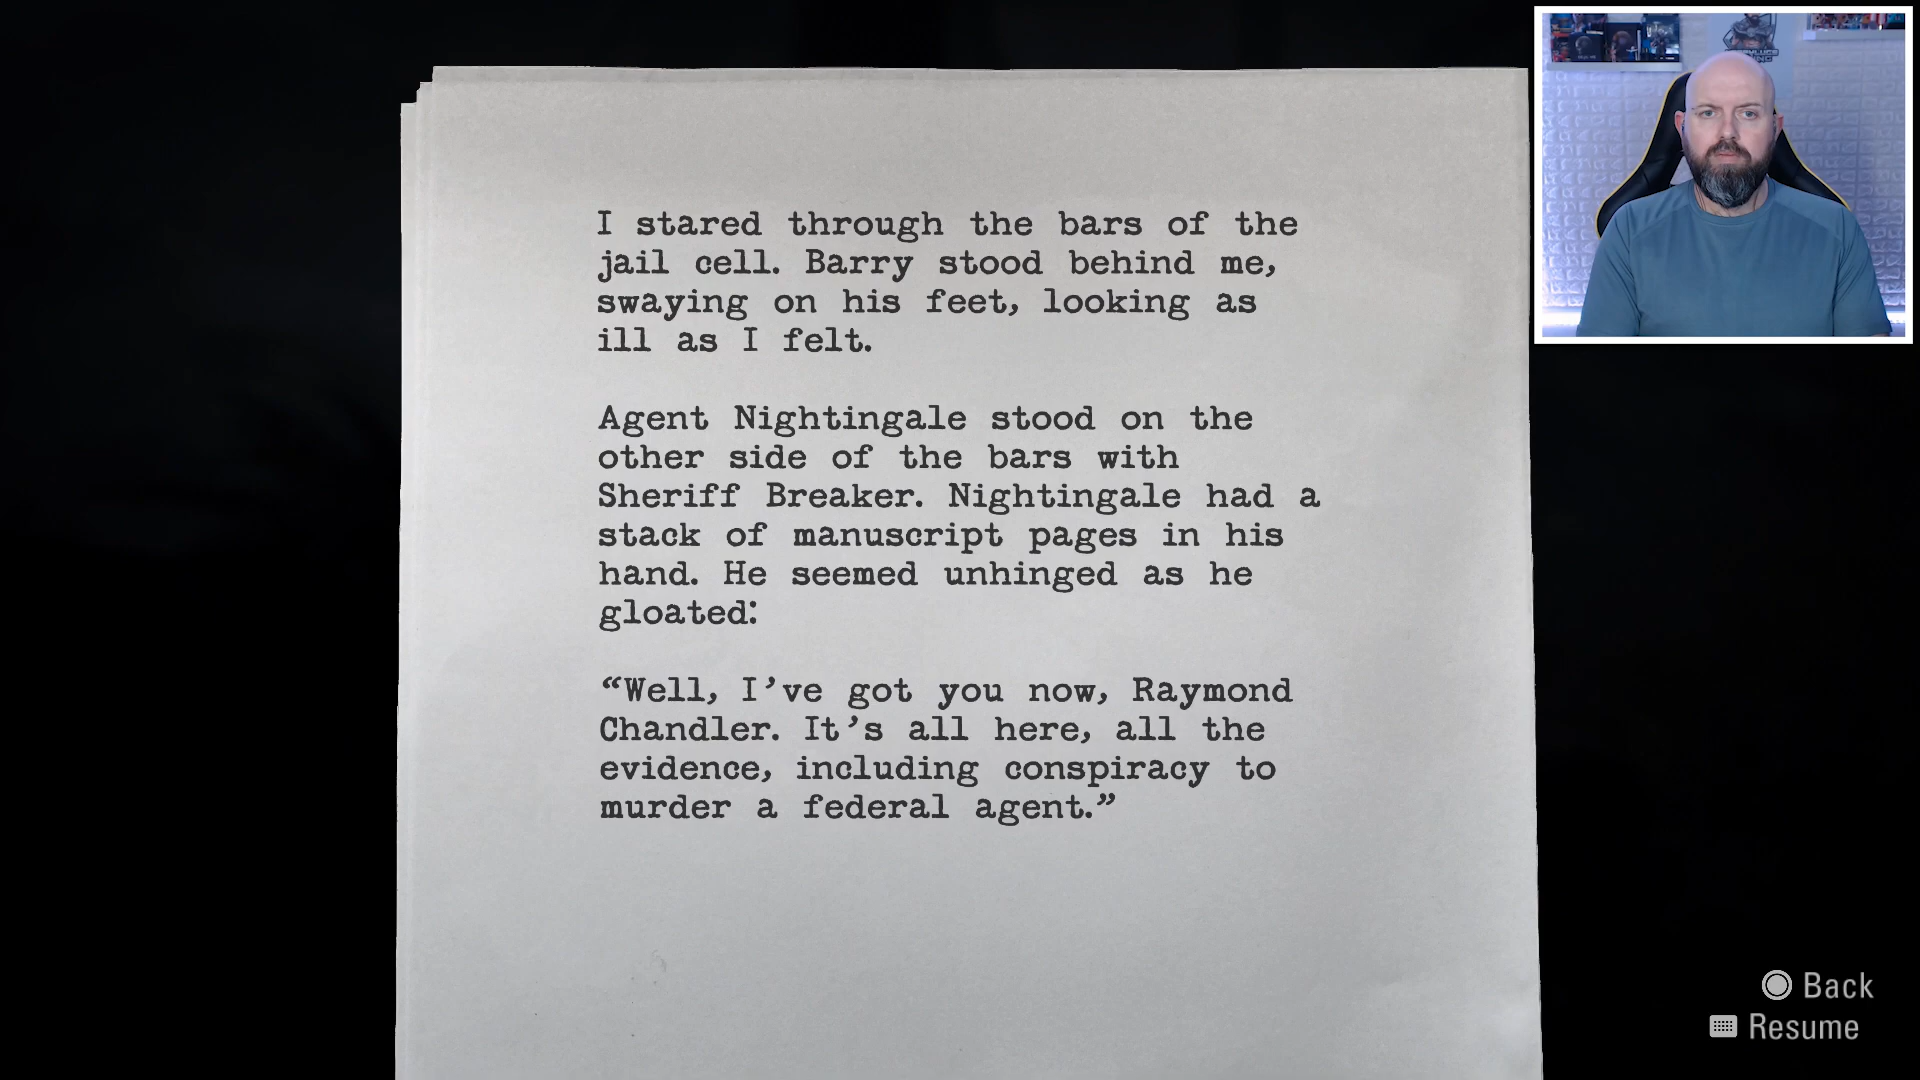 I stared through the bars of the
jail cell. Barry stood behind me,
swaying on his feet, looking as
ill as I felt.
Agent Nightingale stood on the
other side of the bars with
Sheriff Breaker. Nightingale had a
stack of manuscript pages in his
hand. He seemed unhinged as he
gloated:
“Well, I’ve got you now, Raymond
Chandler. It’s all here, all the
evidence, including conspiracy to
murder a federal agent.”
Back
Resume